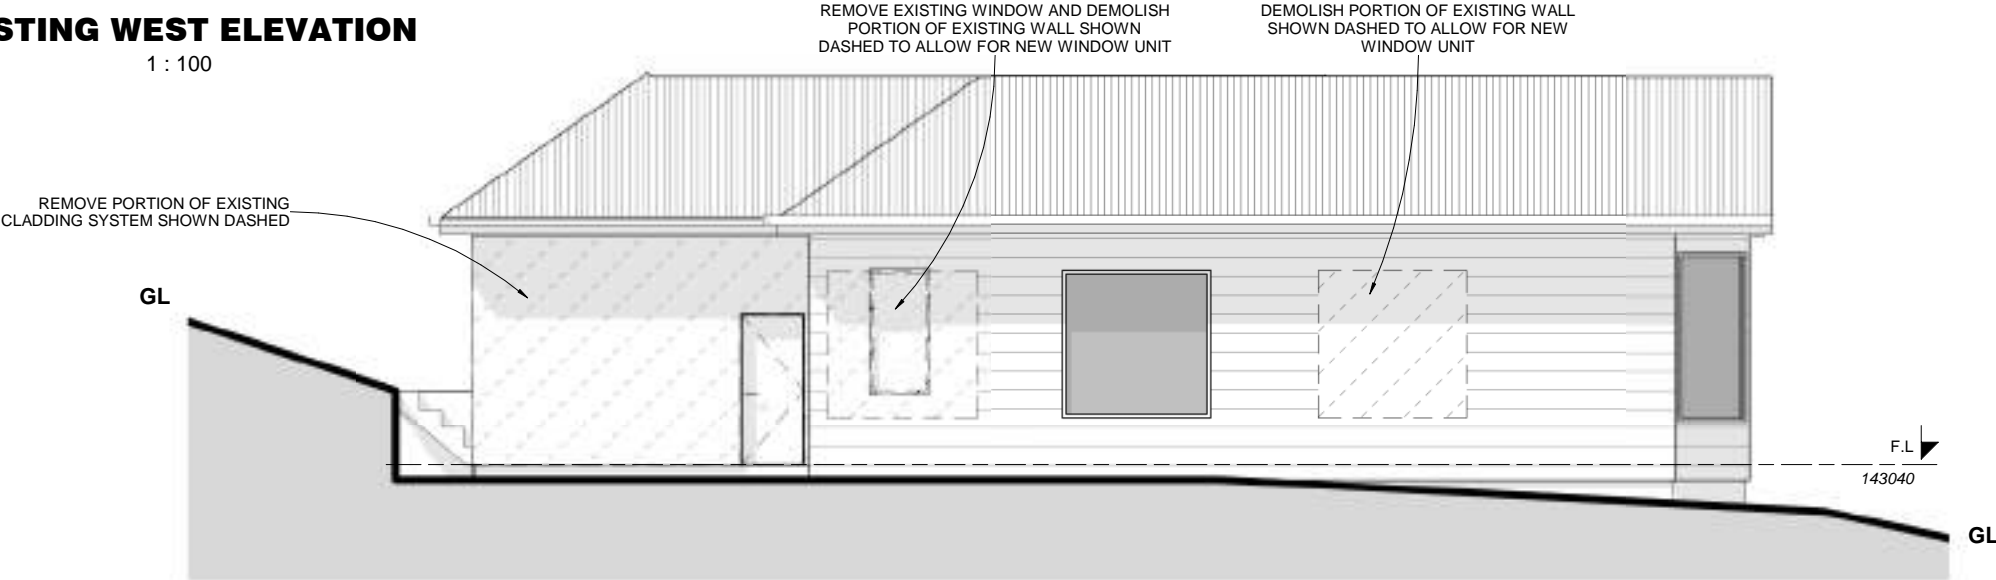 STING WEST ELEVATION
1 : 100
REMOVE EXISTING WINDOW AND DEMOLISH
PORTION OF EXISTING WALL SHOWN
DASHED TO ALLOW FOR NEW WINDOW UNIT
DEMOLISH PORTION OF EXISTING WALL
SHOWN DASHED TO ALLOW FOR NEW
WINDOW UNIT
REMOVE PORTION OF EXISTING
CLADDING SYSTEM SHOWN DASHED
GL
F.L
143040
GL